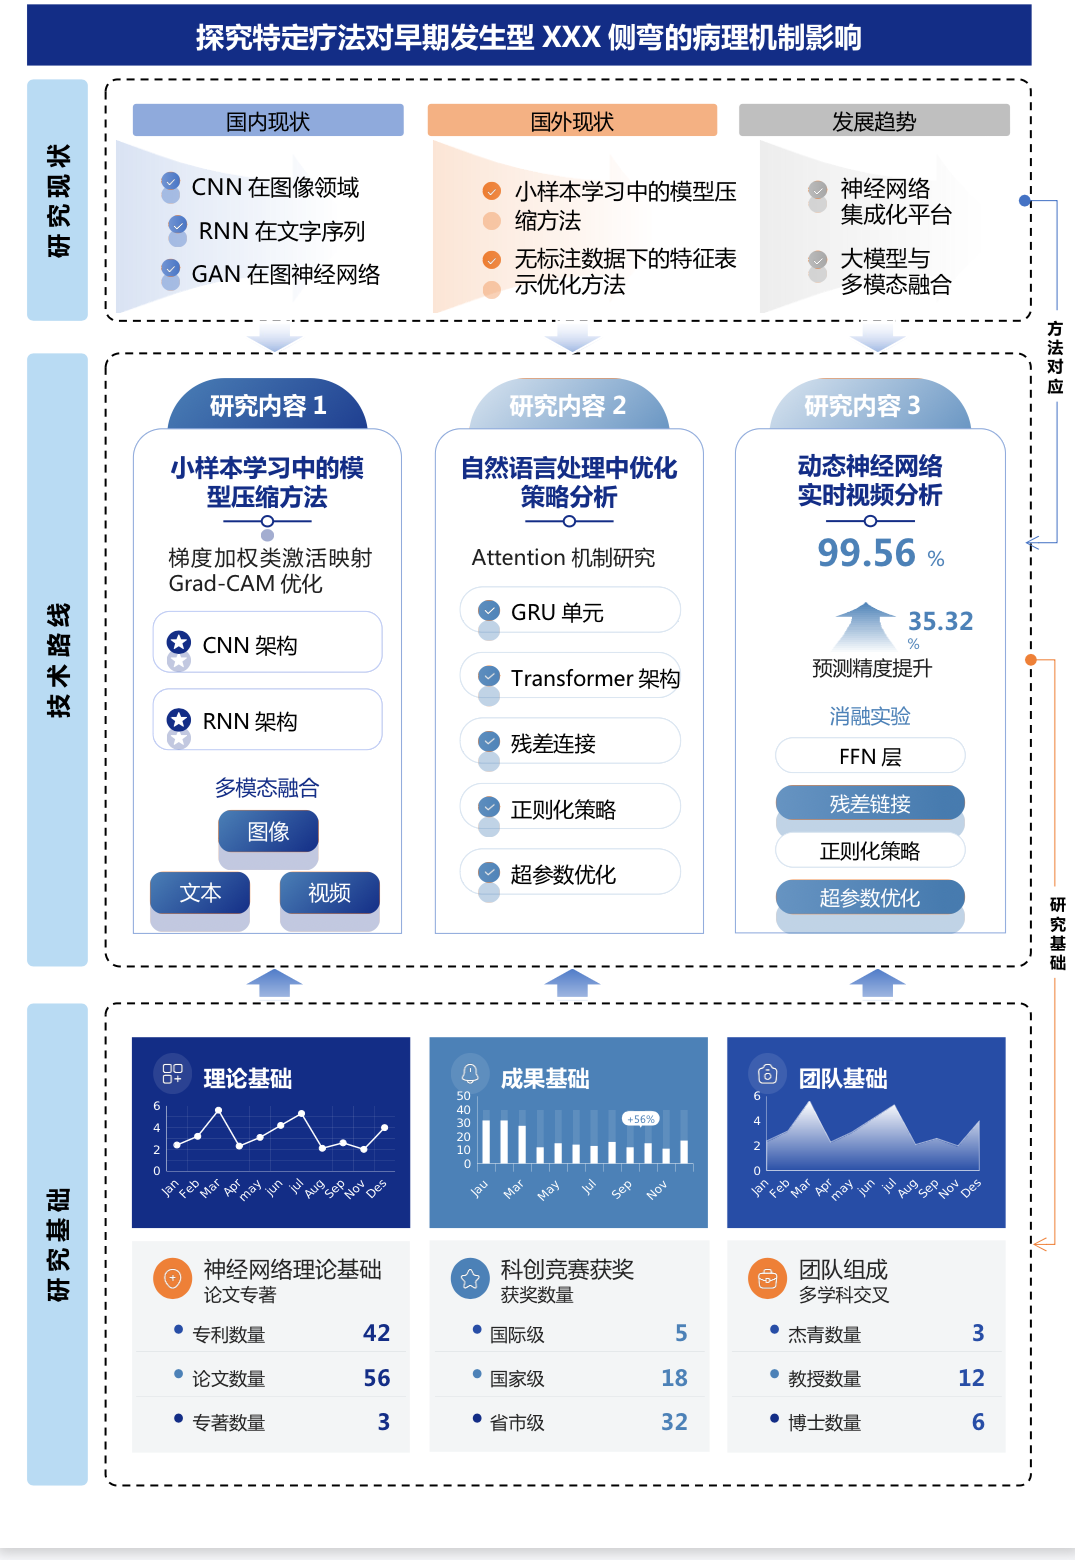 探究特定疗法对早期发生型 XXX 侧弯的病理机制影响
研究现状
国内现状
CNN 在图像领域
RNN 在文字序列
GAN 在图神经网络
国外现状
小样本学习中的模型压
缩方法
无标注数据下的特征表
示优化方法
发展趋势
神经网络
集成化平台
大模型与
多模态融合
方法对应
技术路线
研究内容 1
小样本学习中的模
型压缩方法
梯度加权类激活映射
Grad-CAM 优化
CNN 架构
RNN 架构
多模态融合
图像
文本
视频
研究内容 2
自然语言处理中优化
策略分析
Attention 机制研究
GRU 单元
Transformer 架构
残差连接
正则化策略
超参数优化
研究内容 3
动态神经网络
实时视频分析
99.56 %
35.32
%
预测精度提升
消融实验
FFN 层
残差链接
正则化策略
超参数优化
研究基础
研究基础
理论基础
6
4
2
0
Jan Feb Mar Apr may jun jul Aug Sep Nov Des
成果基础
50
40
30
20
10
0
+56%
Jau Mar May Jul Sep Nov
团队基础
6
4
2
0
Jan Feb Mar Apr may jun jul Aug Sep Nov Des
神经网络理论基础
论文专著
专利数量 42
论文数量 56
专著数量 3
科创竞赛获奖
获奖数量
国际级 5
国家级 18
省市级 32
团队组成
多学科交叉
杰青数量 3
教授数量 12
博士数量 6